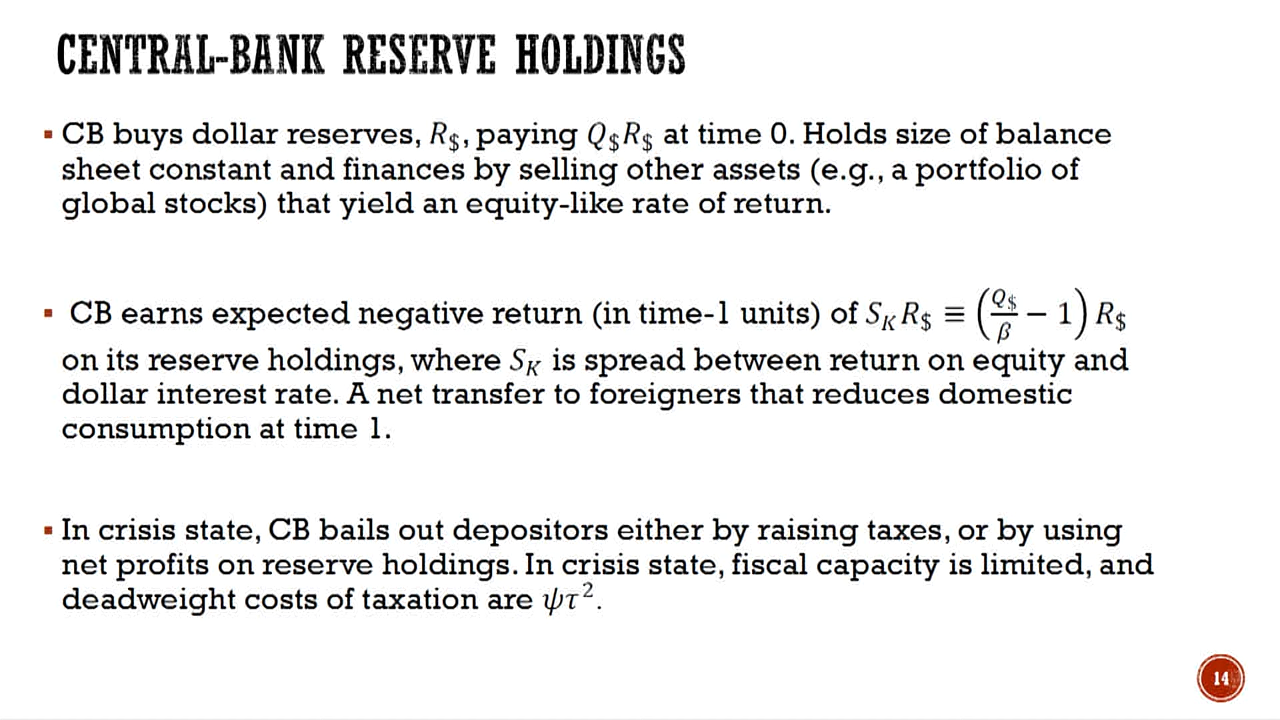 CENTRAL-BANK RESERVE HOLDINGS
▪ CB buys dollar reserves, R$, paying Q$R$ at time 0. Holds size of balance
sheet constant and finances by selling other assets (e.g., a portfolio of
global stocks) that yield an equity-like rate of return.
▪ CB earns expected negative return (in time-1 units) of S_K R$ ≡ (Q$/β − 1) R$
on its reserve holdings, where S_K is spread between return on equity and
dollar interest rate. A net transfer to foreigners that reduces domestic
consumption at time 1.
▪ In crisis state, CB bails out depositors either by raising taxes, or by using
net profits on reserve holdings. In crisis state, fiscal capacity is limited, and
deadweight costs of taxation are ψτ².
14